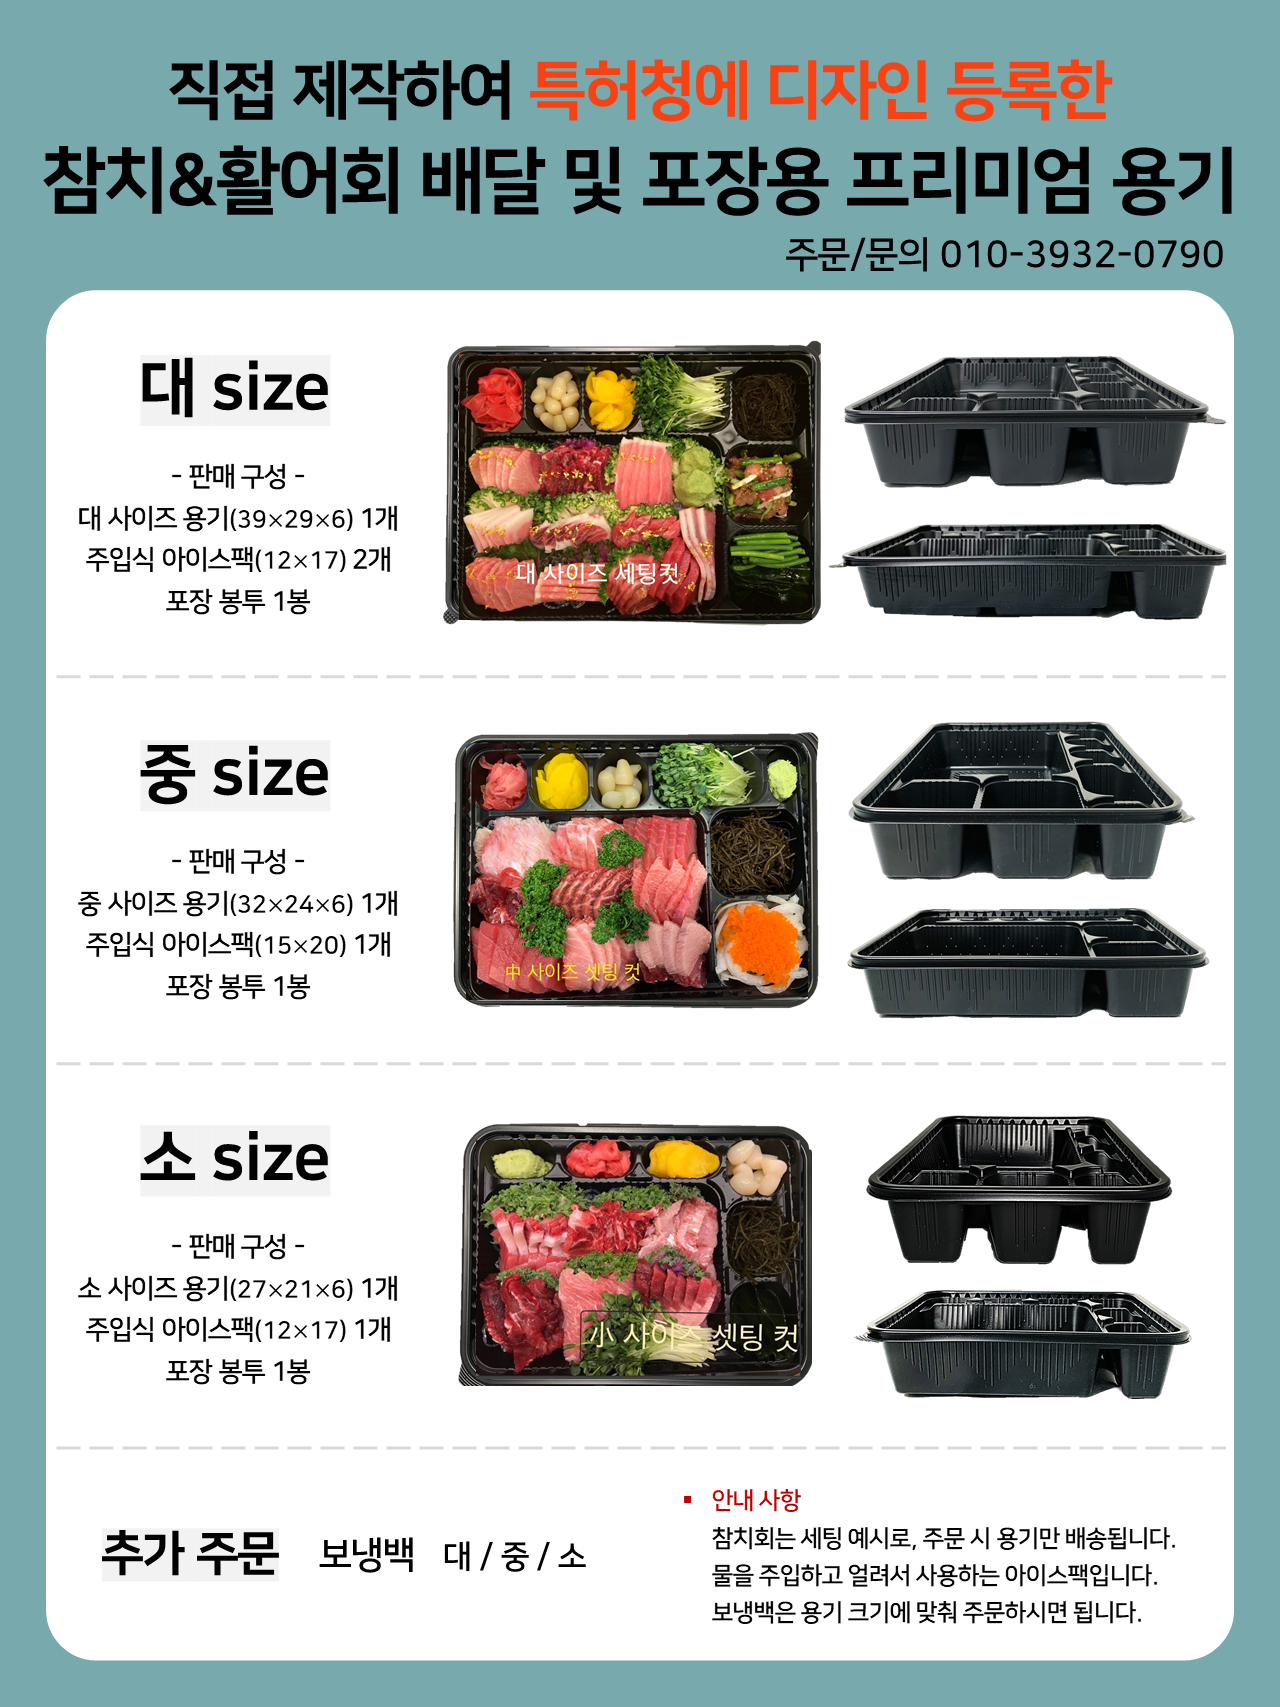 직접 제작하여 특허청에 디자인 등록한
참치&활어회 배달 및 포장용 프리미엄 용기
주문/문의 010-3932-0790
대 size
- 판매 구성 -
대 사이즈 용기(39×29×6) 1개
주입식 아이스팩(12×17) 2개
포장 봉투 1봉
대 사이즈 세팅컷
중 size
- 판매 구성 -
중 사이즈 용기(32×24×6) 1개
주입식 아이스팩(15×20) 1개
포장 봉투 1봉
中 사이즈 셋팅 컷
소 size
- 판매 구성 -
소 사이즈 용기(27×21×6) 1개
주입식 아이스팩(12×17) 1개
포장 봉투 1봉
小 사이즈 셋팅 컷
추가 주문 보냉백 대 / 중 / 소
▪ 안내 사항
참치회는 세팅 예시로, 주문 시 용기만 배송됩니다.
물을 주입하고 얼려서 사용하는 아이스팩입니다.
보냉백은 용기 크기에 맞춰 주문하시면 됩니다.